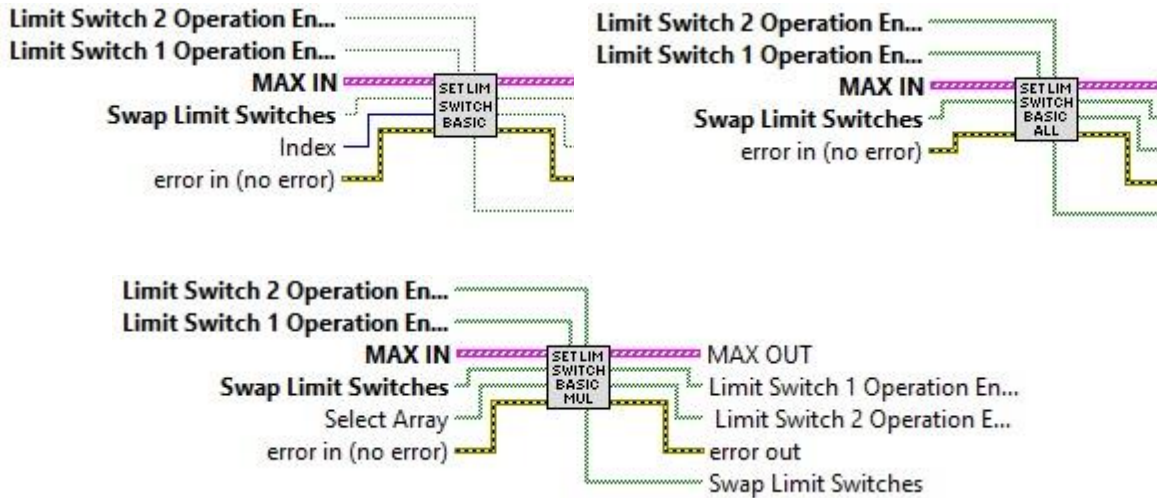 Limit Switch 2 Operation En...
Limit Switch 1 Operation En...
MAX IN
Swap Limit Switches
Index
error in (no error)
SET LIM
SWITCH
BASIC
Limit Switch 2 Operation En...
Limit Switch 1 Operation En...
MAX IN
Swap Limit Switches
error in (no error)
SET LIM
SWITCH
BASIC
ALL
Limit Switch 2 Operation En...
Limit Switch 1 Operation En...
MAX IN
Swap Limit Switches
Select Array
error in (no error)
SET LIM
SWITCH
BASIC
MUL
MAX OUT
Limit Switch 1 Operation En...
Limit Switch 2 Operation E...
error out
Swap Limit Switches